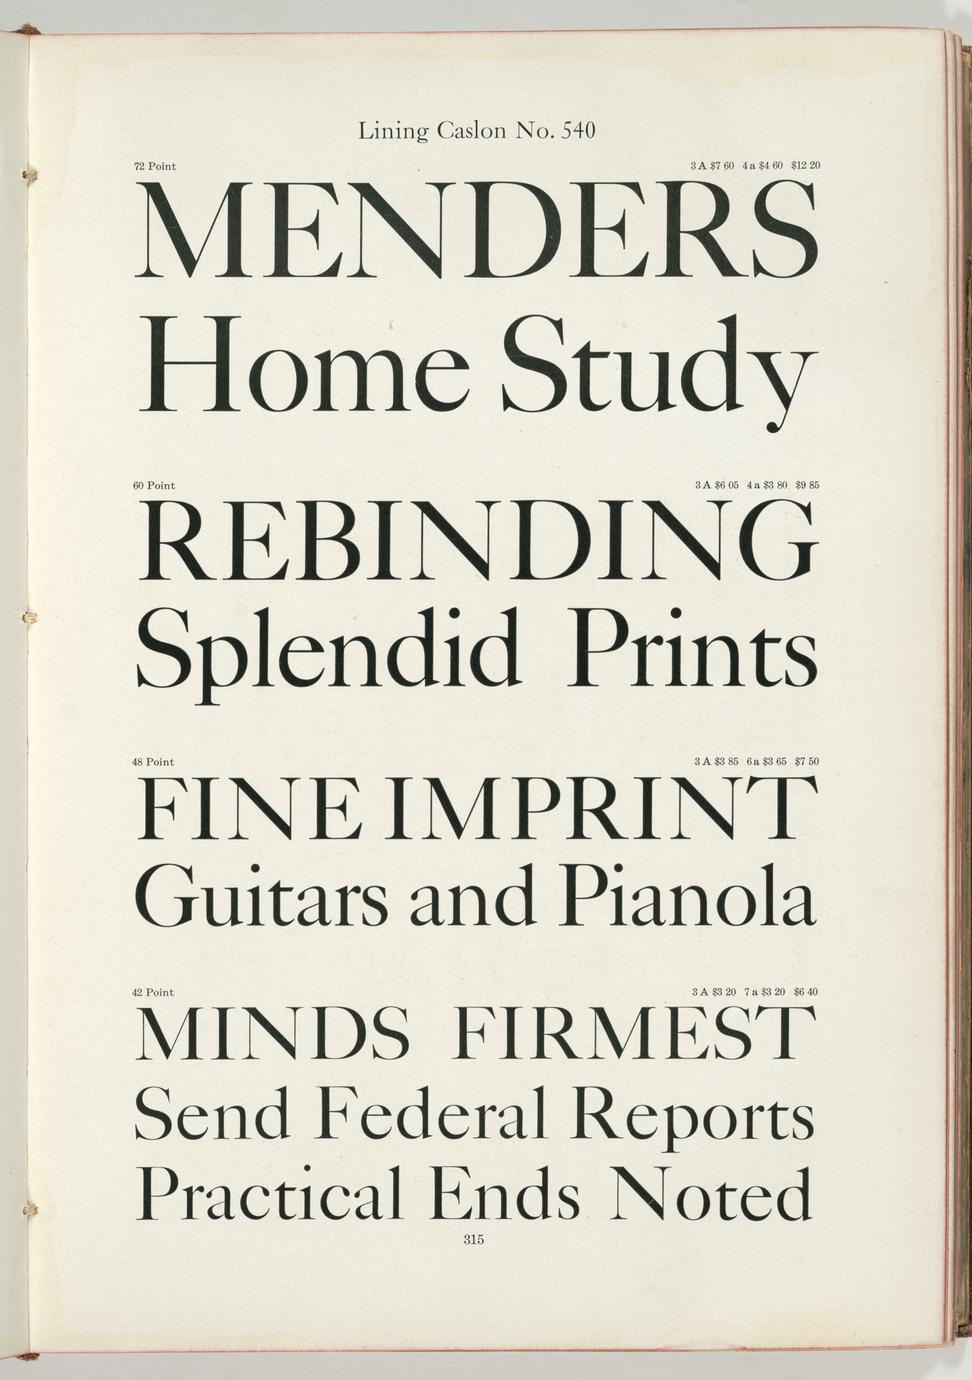 Lining Caslon No. 540
72 Point 3 A $7 60 4 a $4 60 $12 20
MENDERS
Home Study
60 Point 3 A $6 05 4 a $3 80 $9 85
REBINDING
Splendid Prints
48 Point 3 A $3 85 6 a $3 65 $7 50
FINE IMPRINT
Guitars and Pianola
42 Point 3 A $3 20 7 a $3 20 $6 40
MINDS FIRMEST
Send Federal Reports
Practical Ends Noted
315